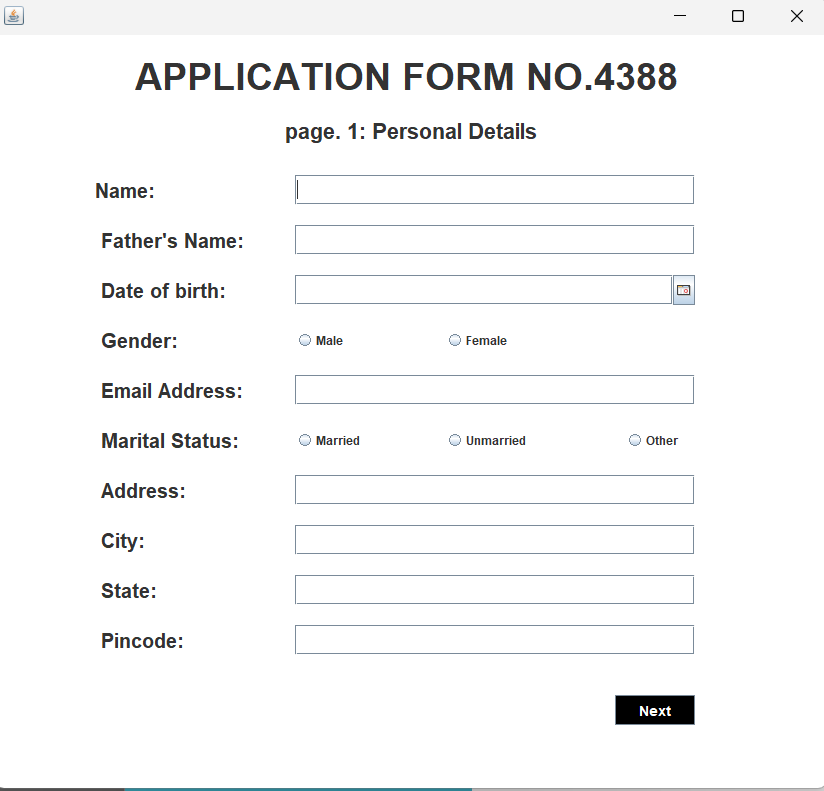 APPLICATION FORM NO.4388
page. 1: Personal Details
Name:
Father's Name:
Date of birth:
Gender: Male Female
Email Address:
Marital Status: Married Unmarried Other
Address:
City:
State:
Pincode:
Next